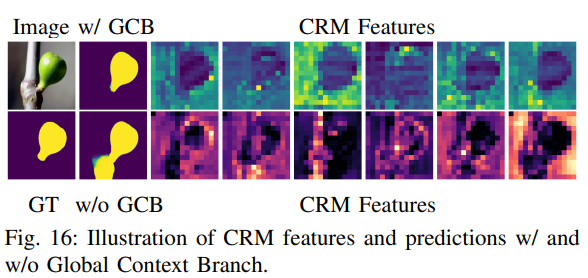 Image w/ GCB CRM Features
GT w/o GCB CRM Features
Fig. 16: Illustration of CRM features and predictions w/ and
w/o Global Context Branch.